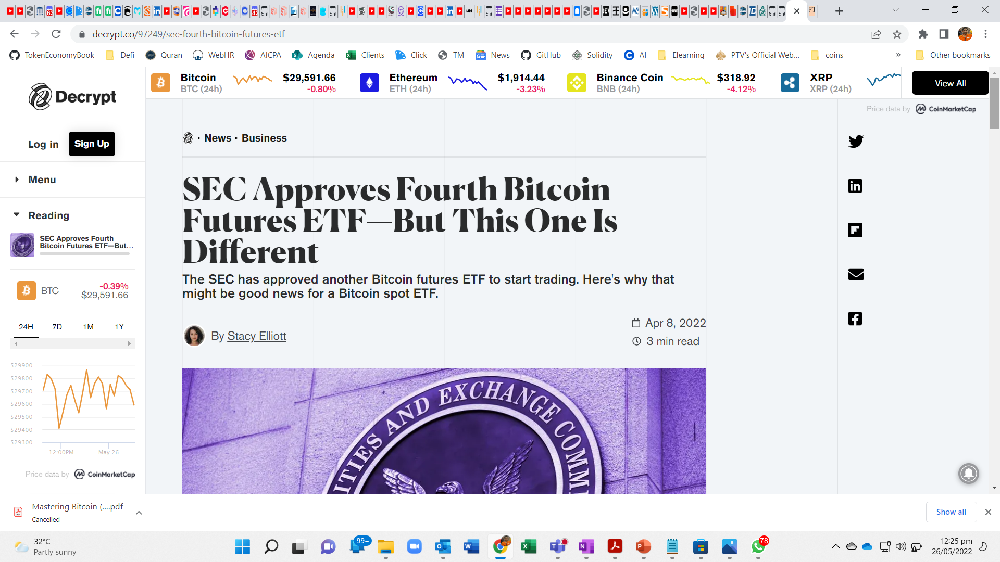 decrypt.co/97249/sec-fourth-bitcoin-futures-etf
TokenEconomyBook
Defi
Quran
WebHR
AICPA
Agenda
Clients
Click
TM
News
GitHub
Solidity
AI
Elearning
PTV's Official Web...
coins
»
Other bookmarks
Decrypt
Bitcoin
BTC (24h)
$29,591.66
-0.80%
Ethereum
ETH (24h)
$1,914.44
-3.23%
Binance Coin
BNB (24h)
$318.92
-4.12%
XRP
XRP (24h)
View All
Price data by CoinMarketCap
Log in
Sign Up
Menu
Reading
SEC Approves Fourth
Bitcoin Futures ETF—But...
BTC
-0.39%
$29,591.66
24H 7D 1M 1Y
$29900
$29800
$29700
$29600
$29500
$29400
$29300
12:00PM May 26
Price data by CoinMarketCap
News
Business
SEC Approves Fourth Bitcoin
Futures ETF—But This One Is
Different
The SEC has approved another Bitcoin futures ETF to start trading. Here's why that
might be good news for a Bitcoin spot ETF.
By Stacy Elliott
Apr 8, 2022
3 min read
ITIES AND EXCHANGE COMM
Mastering Bitcoin (....pdf
Cancelled
Show all
32°C
Partly sunny
99+
78
12:25 pm
26/05/2022